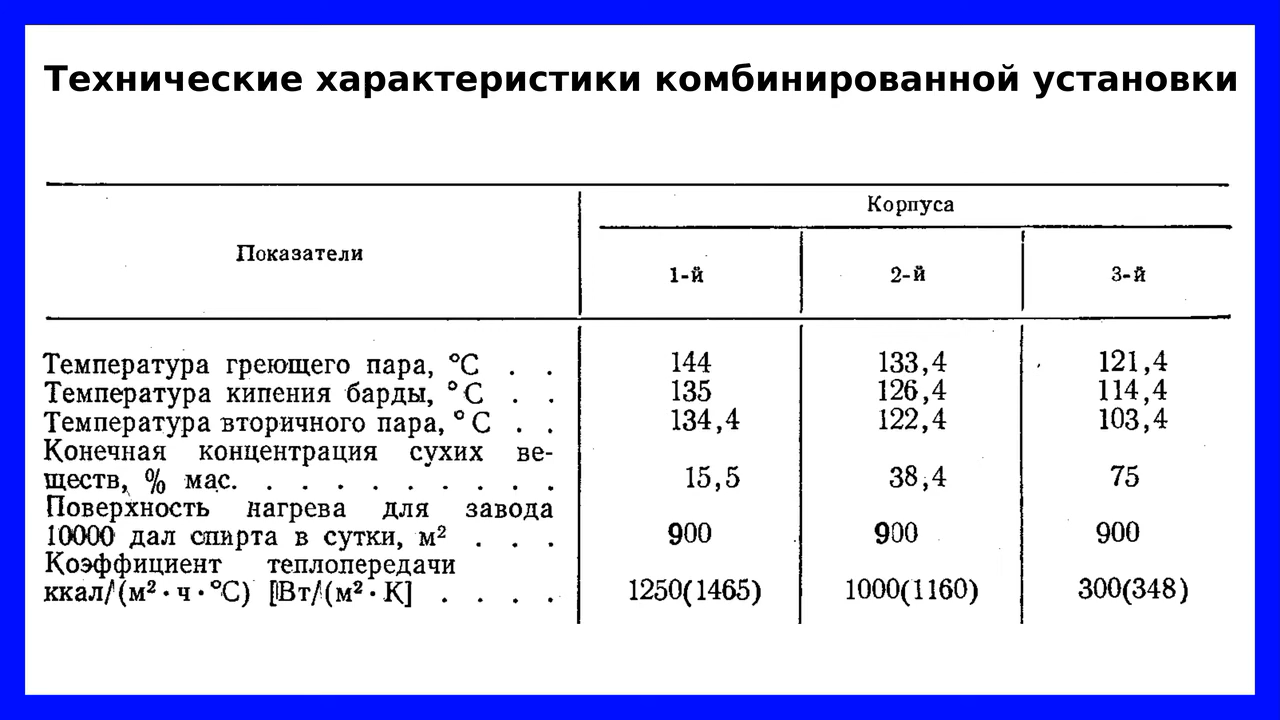 Технические характеристики комбинированной установки
Корпуса
Показатели
1-й 2-й 3-й
Температура греющего пара, °С . . 144 133,4 121,4
Температура кипения барды, °С . . 135 126,4 114,4
Температура вторичного пара, °С . . 134,4 122,4 103,4
Конечная концентрация сухих ве-
ществ, % мас. . . . . . . . . . 15,5 38,4 75
Поверхность нагрева для завода
10000 дал спирта в сутки, м² . . . 900 900 900
Коэффициент теплопередачи
ккал/(м²·ч·°С) [Вт/(м²·К] . . . . 1250(1465) 1000(1160) 300(348)